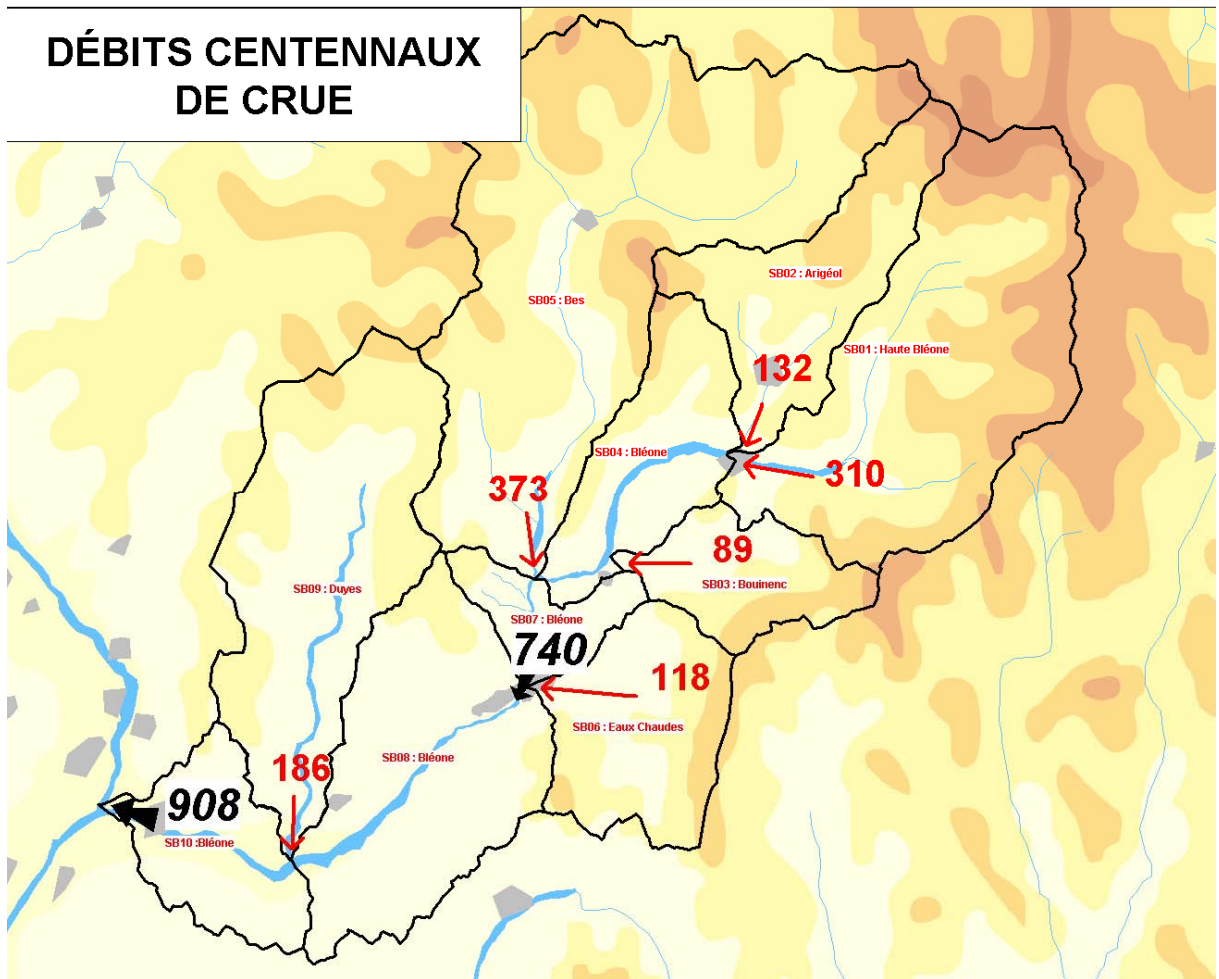 DÉBITS CENTENNAUX
DE CRUE
SB02 : Arigéol
SB05 : Bes
SB01 : Haute Bléone
132
SB04 : Bléone
310
373
89
SB03 : Bouinenc
SB09 : Duyes
SB07 : Bléone
740
118
SB06 : Eaux Chaudes
SB08 : Bléone
186
908
SB10 :Bléone